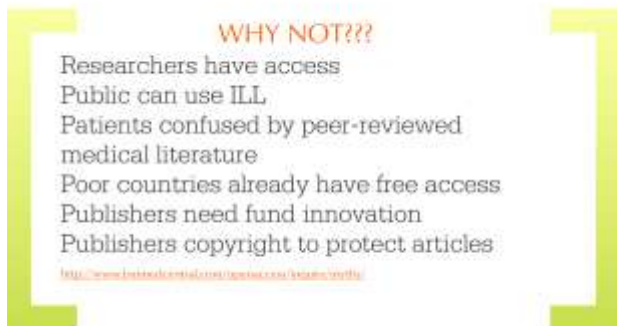 WHY NOT???
Researchers have access
Public can use ILL
Patients confused by peer-reviewed
medical literature
Poor countries already have free access
Publishers need fund innovation
Publishers copyright to protect articles